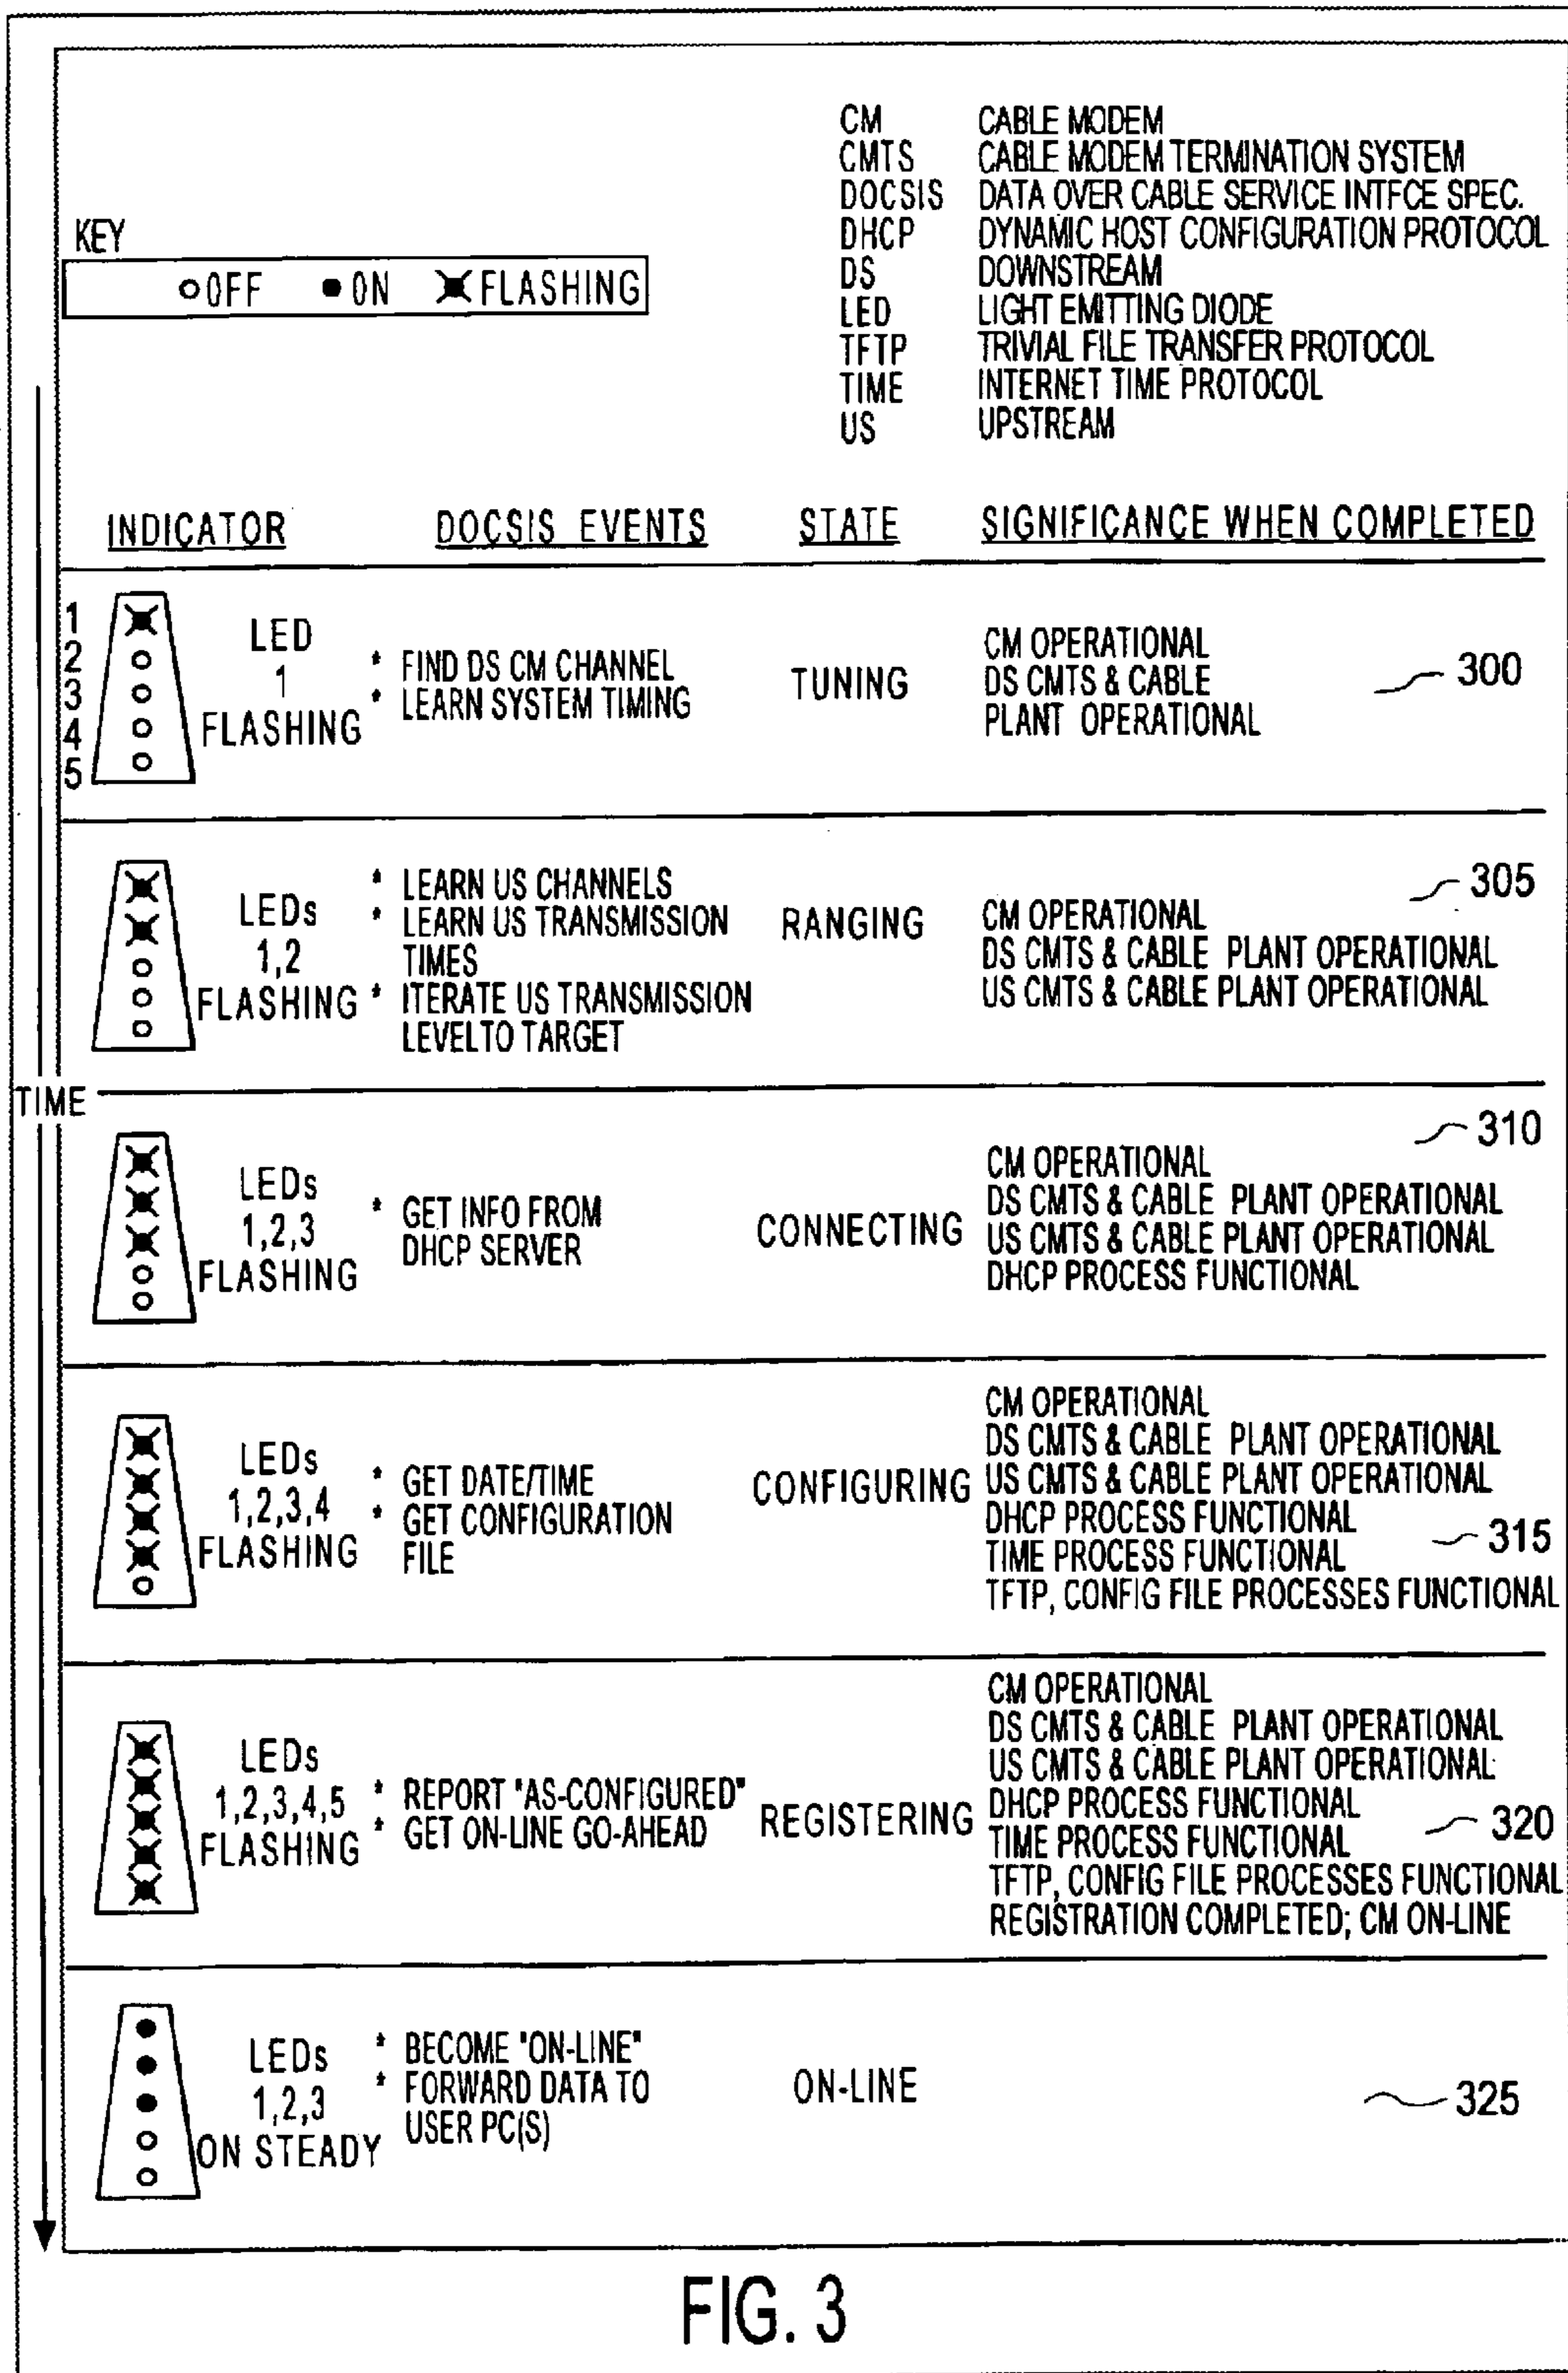 CM CABLE MODEM
CMTS CABLE MODEM TERMINATION SYSTEM
DOCSIS DATA OVER CABLE SERVICE INTFCE SPEC.
DHCP DYNAMIC HOST CONFIGURATION PROTOCOL
DS DOWNSTREAM
LED LIGHT EMITTING DIODE
TFTP TRIVIAL FILE TRANSFER PROTOCOL
TIME INTERNET TIME PROTOCOL
US UPSTREAM
KEY
OFF ON FLASHING
INDICATOR DOCSIS EVENTS STATE SIGNIFICANCE WHEN COMPLETED
1
2
3
4
5
LED
1
FLASHING
* FIND DS CM CHANNEL
* LEARN SYSTEM TIMING
TUNING
CM OPERATIONAL
DS CMTS & CABLE
PLANT OPERATIONAL
300
LEDs
1,2
FLASHING
* LEARN US CHANNELS
* LEARN US TRANSMISSION
TIMES
* ITERATE US TRANSMISSION
LEVELTO TARGET
RANGING
CM OPERATIONAL
DS CMTS & CABLE PLANT OPERATIONAL
US CMTS & CABLE PLANT OPERATIONAL
305
TIME
LEDs
1,2,3
FLASHING
* GET INFO FROM
DHCP SERVER
CONNECTING
CM OPERATIONAL
DS CMTS & CABLE PLANT OPERATIONAL
US CMTS & CABLE PLANT OPERATIONAL
DHCP PROCESS FUNCTIONAL
310
LEDs
1,2,3,4
FLASHING
* GET DATE/TIME
* GET CONFIGURATION
FILE
CONFIGURING
CM OPERATIONAL
DS CMTS & CABLE PLANT OPERATIONAL
US CMTS & CABLE PLANT OPERATIONAL
DHCP PROCESS FUNCTIONAL
TIME PROCESS FUNCTIONAL
TFTP, CONFIG FILE PROCESSES FUNCTIONAL
315
LEDs
1,2,3,4,5
FLASHING
* REPORT "AS-CONFIGURED"
* GET ON-LINE GO-AHEAD
REGISTERING
CM OPERATIONAL
DS CMTS & CABLE PLANT OPERATIONAL
US CMTS & CABLE PLANT OPERATIONAL
DHCP PROCESS FUNCTIONAL
TIME PROCESS FUNCTIONAL
TFTP, CONFIG FILE PROCESSES FUNCTIONAL
REGISTRATION COMPLETED; CM ON-LINE
320
LEDs
1,2,3
ON STEADY
* BECOME "ON-LINE"
* FORWARD DATA TO
USER PC(S)
ON-LINE
325
FIG. 3